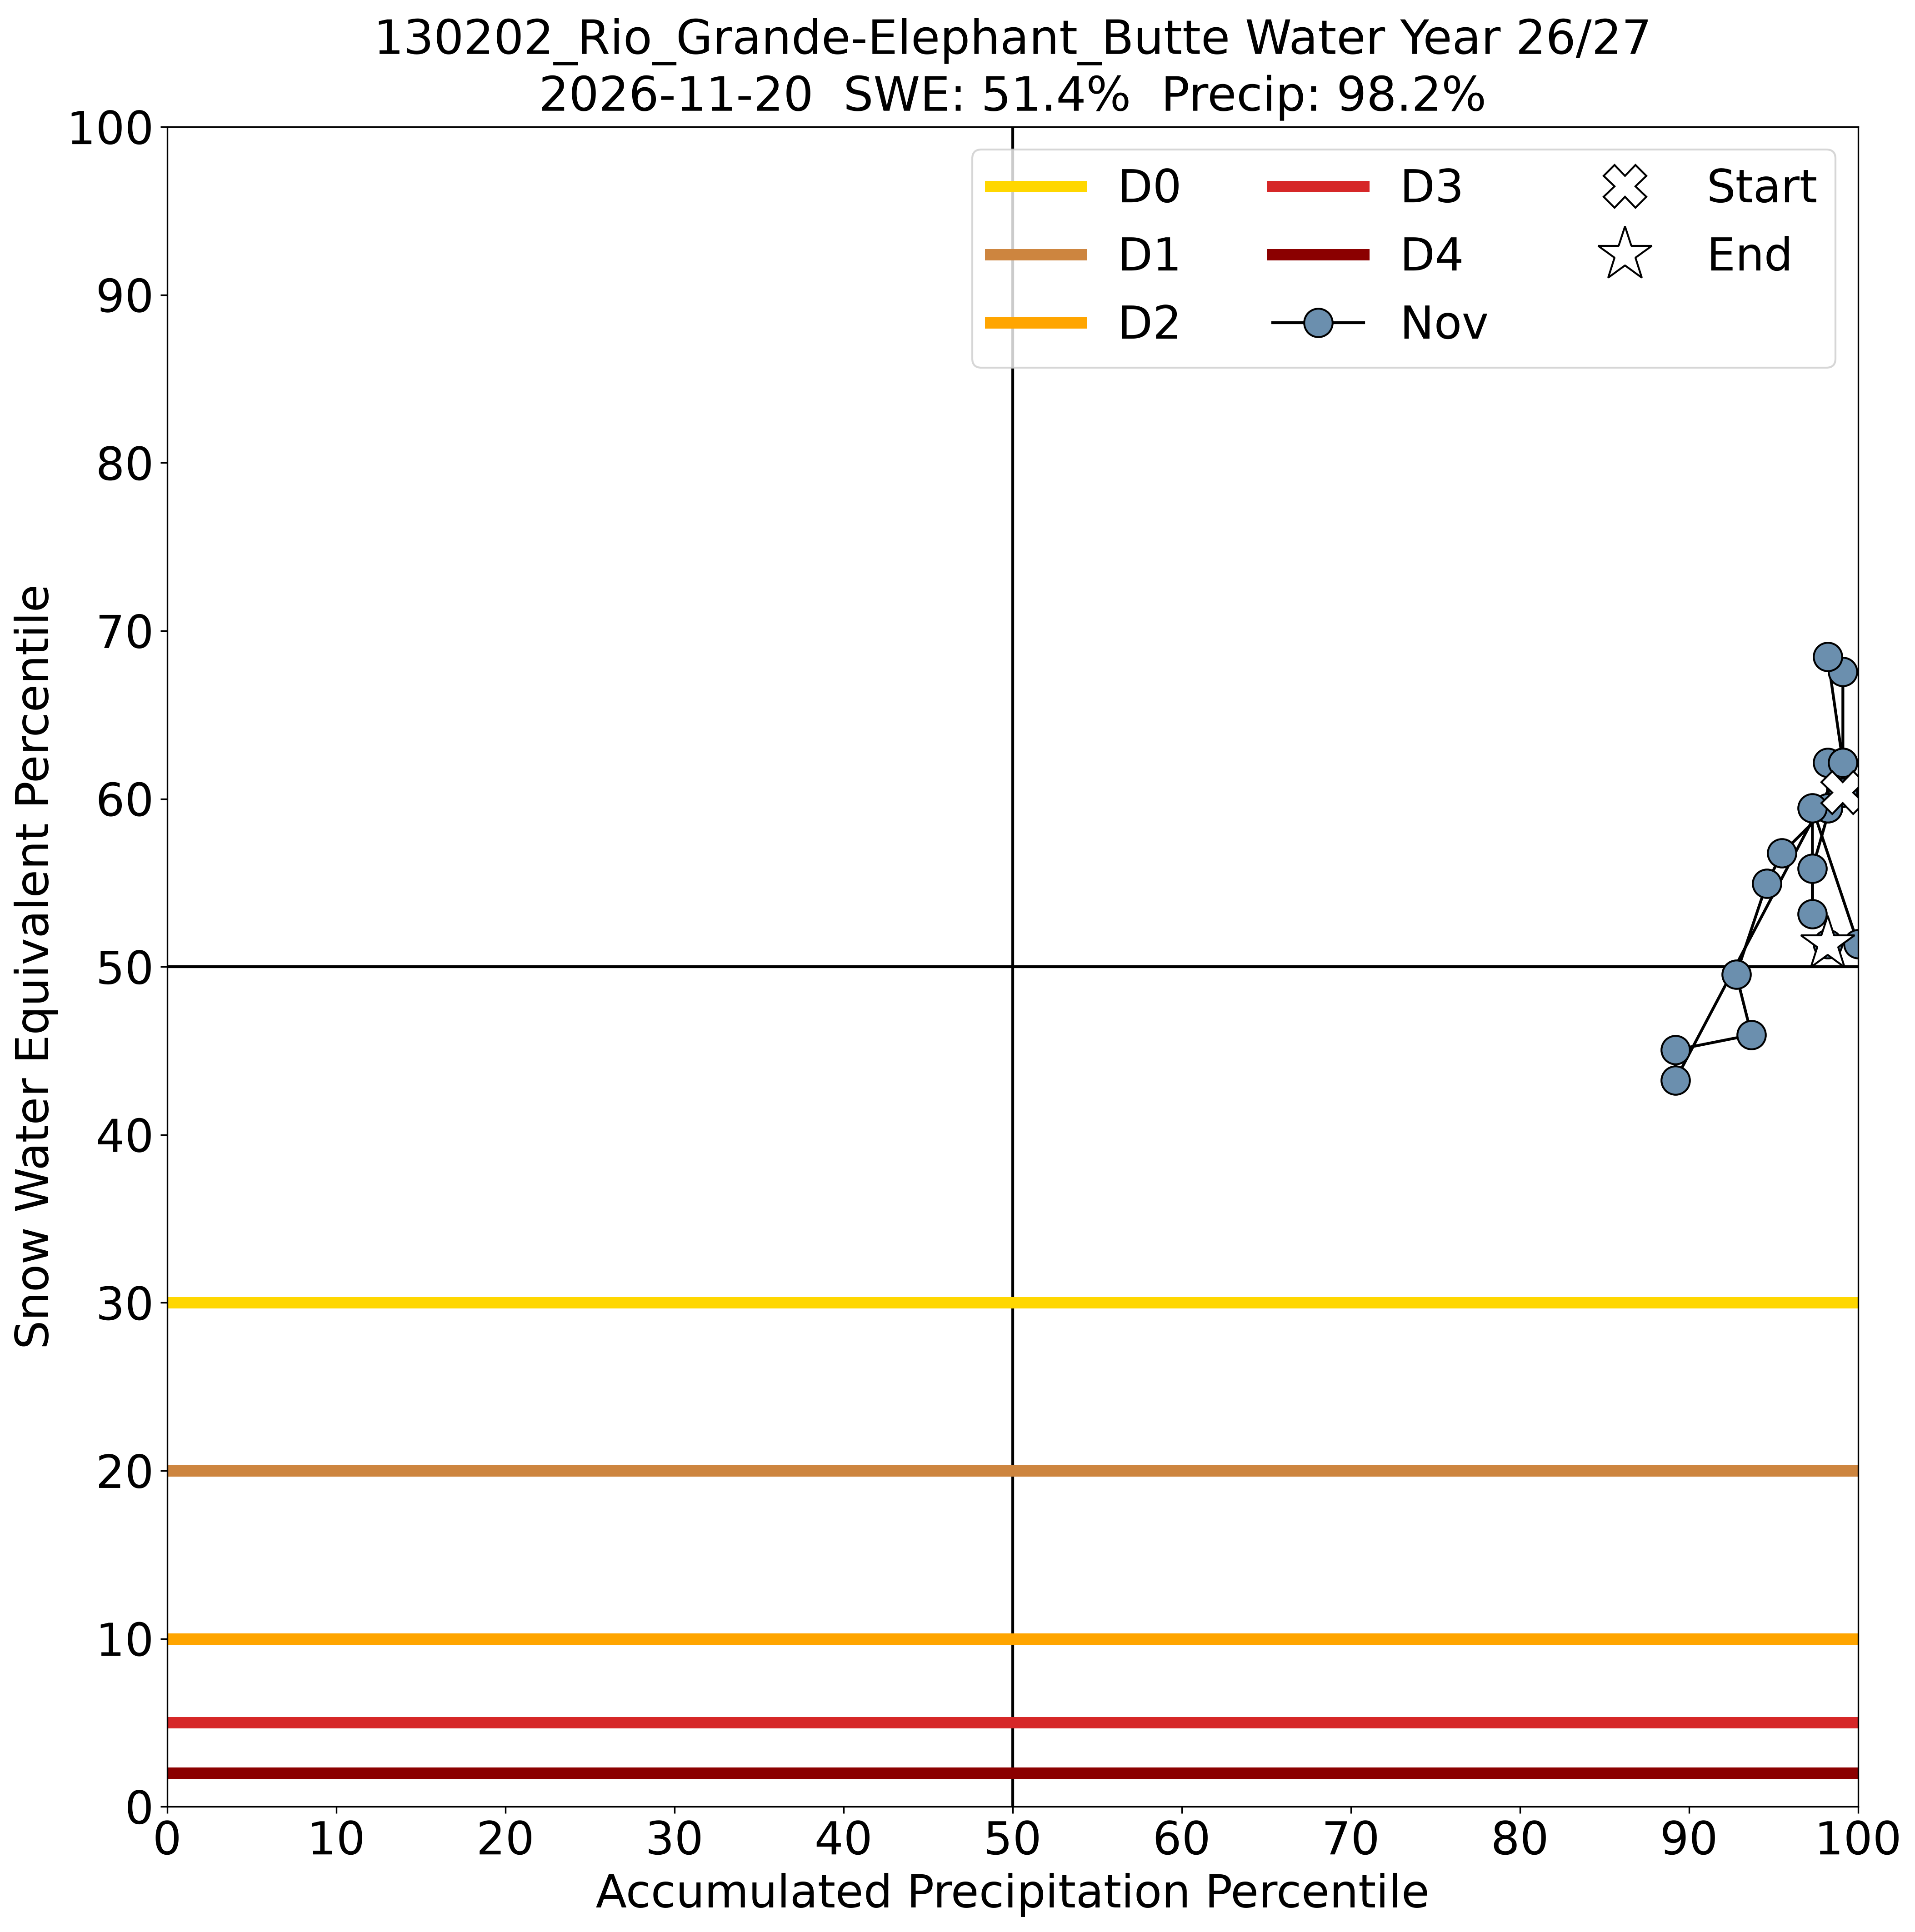 130202_Rio_Grande-Elephant_Butte Water Year 26/27
2026-11-20 SWE: 51.4% Precip: 98.2%
100
90
80
70
60
50
40
30
20
10
0
Snow Water Equivalent Percentile
D0
D1
D2
D3
D4
Nov
Start
End
0 10 20 30 40 50 60 70 80 90 100
Accumulated Precipitation Percentile